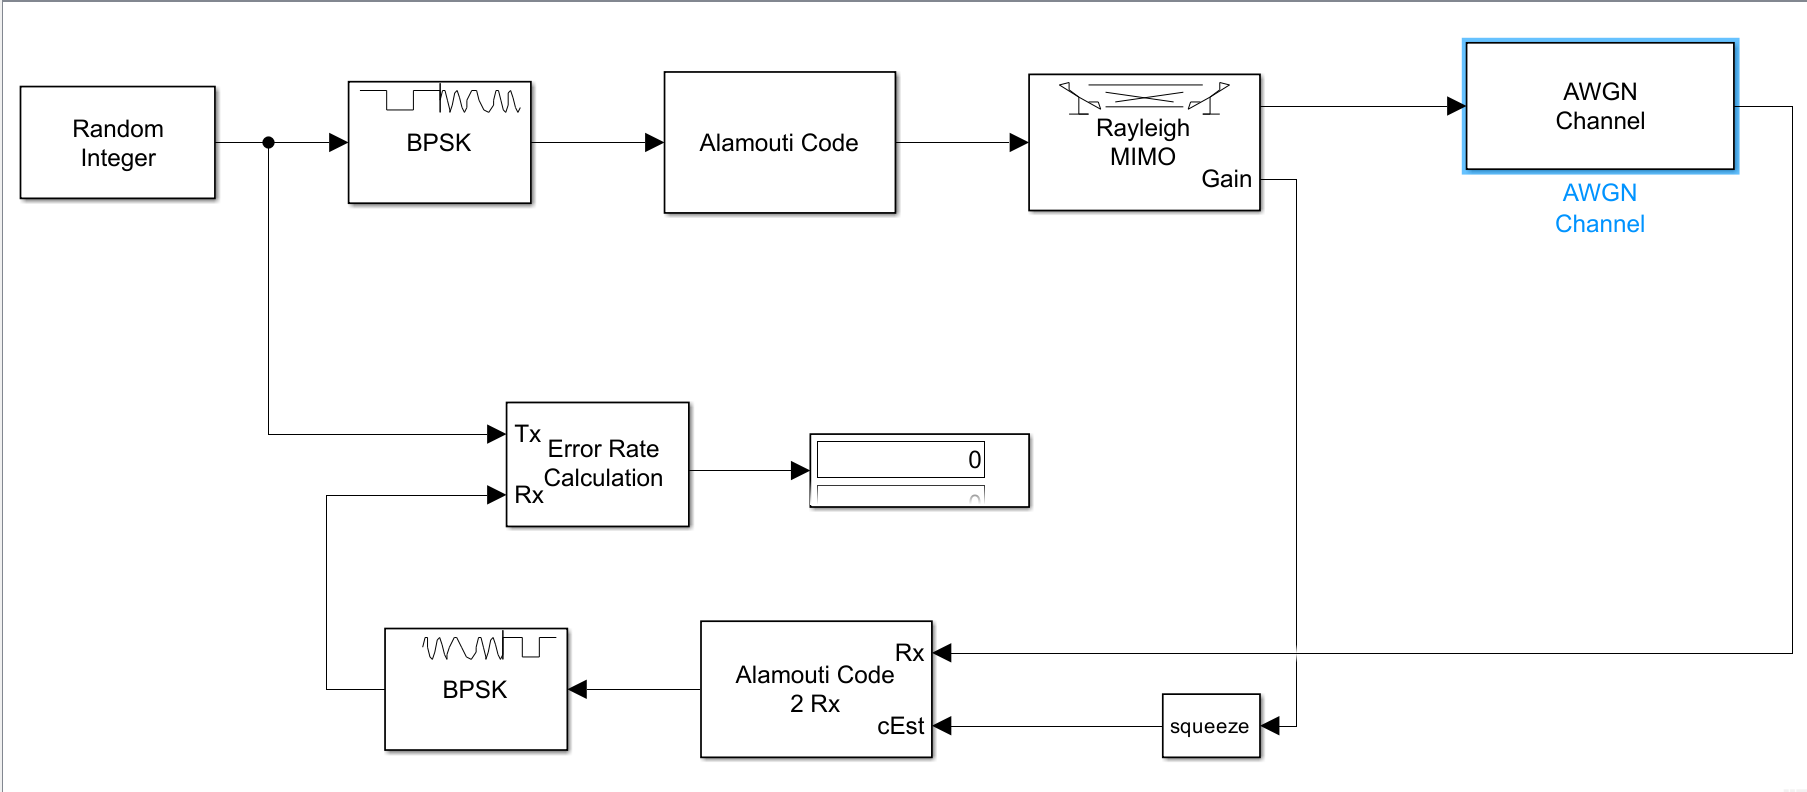 Random
Integer
BPSK
Alamouti Code
Rayleigh
MIMO
Gain
AWGN
Channel
AWGN
Channel
Tx
Error Rate
Calculation
Rx
0
BPSK
Rx
Alamouti Code
2 Rx
cEst
squeeze